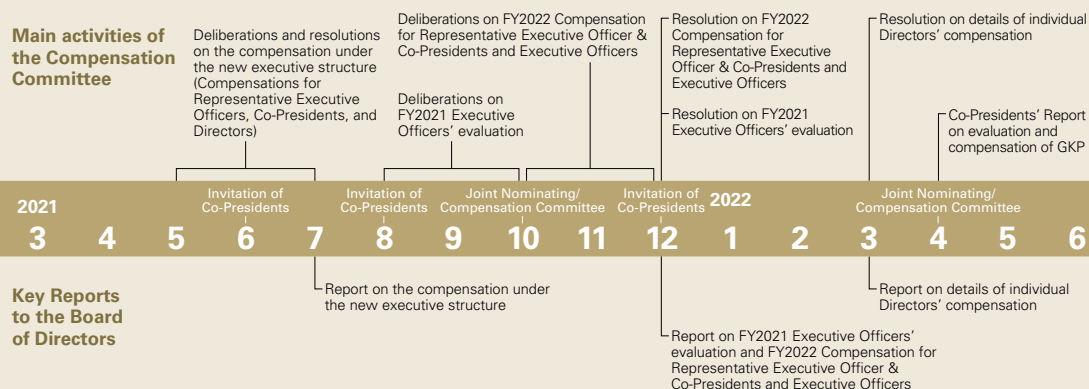 Main activities of
the Compensation
Committee
Deliberations and resolutions
on the compensation under
the new executive structure
(Compensations for
Representative Executive
Officers, Co-Presidents, and
Directors)
Deliberations on FY2022 Compensation
for Representative Executive Officer &
Co-Presidents and Executive Officers
Deliberations on
FY2021 Executive
Officers’ evaluation
Resolution on FY2022
Compensation for
Representative Executive
Officer & Co-Presidents and
Executive Officers
Resolution on FY2021
Executive Officers’ evaluation
Resolution on details of individual
Directors’ compensation
Co-Presidents’ Report
on evaluation and
compensation of GKP
2021
Invitation of
Co-Presidents
Invitation of
Co-Presidents
Joint Nominating/
Compensation Committee
Invitation of
Co-Presidents
2022
Joint Nominating/
Compensation Committee
3 4 5 6 7 8 9 10 11 12 1 2 3 4 5 6
Key Reports
to the Board
of Directors
Report on the compensation under
the new executive structure
Report on FY2021 Executive Officers’
evaluation and FY2022 Compensation for
Representative Executive Officer &
Co-Presidents and Executive Officers
Report on details of individual
Directors’ compensation